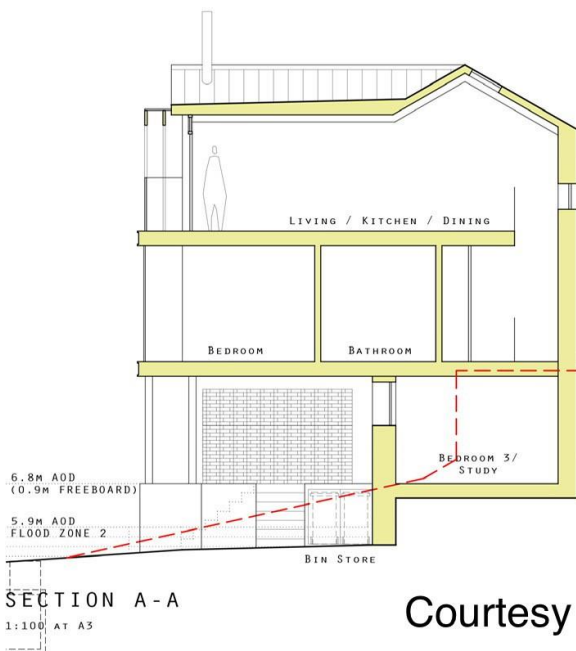 LIVING / KITCHEN / DINING
BEDROOM
BATHROOM
BEDROOM 3/
STUDY
6.8M AOD
(0.9M FREEBOARD)
5.9M AOD
FLOOD ZONE 2
BIN STORE
SECTION A-A
1:100 AT A3
Courtesy